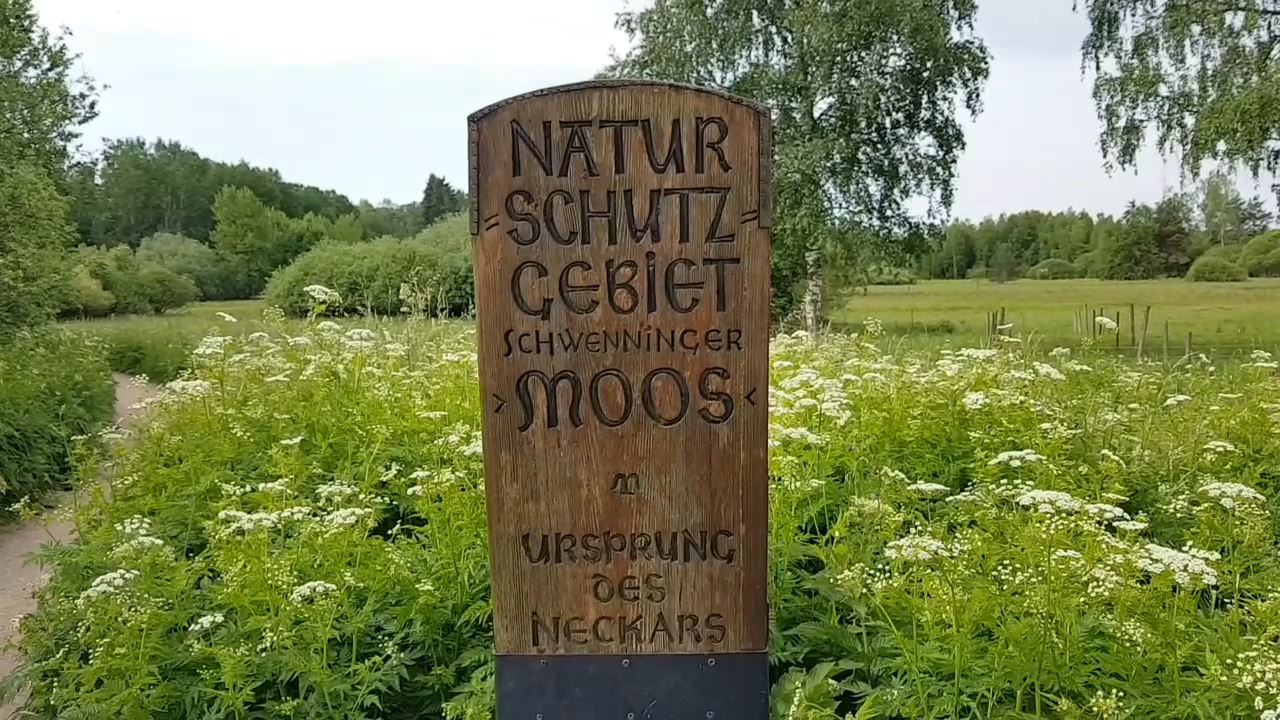 NATUR
SCHUTZ
GEBIET
SCHWENNINGER
MOOS
URSPRUNG
DES
NECKARS